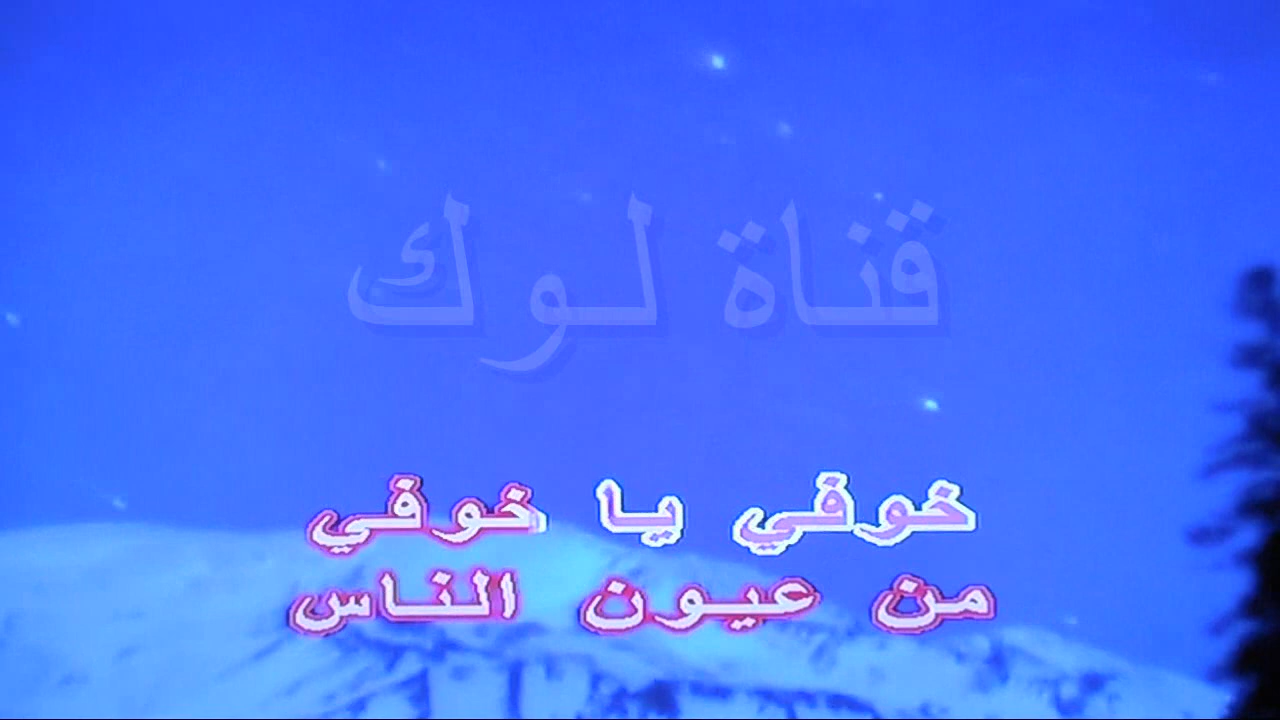 قناة لوك
خوفي يا خوفي
من عيون الناس